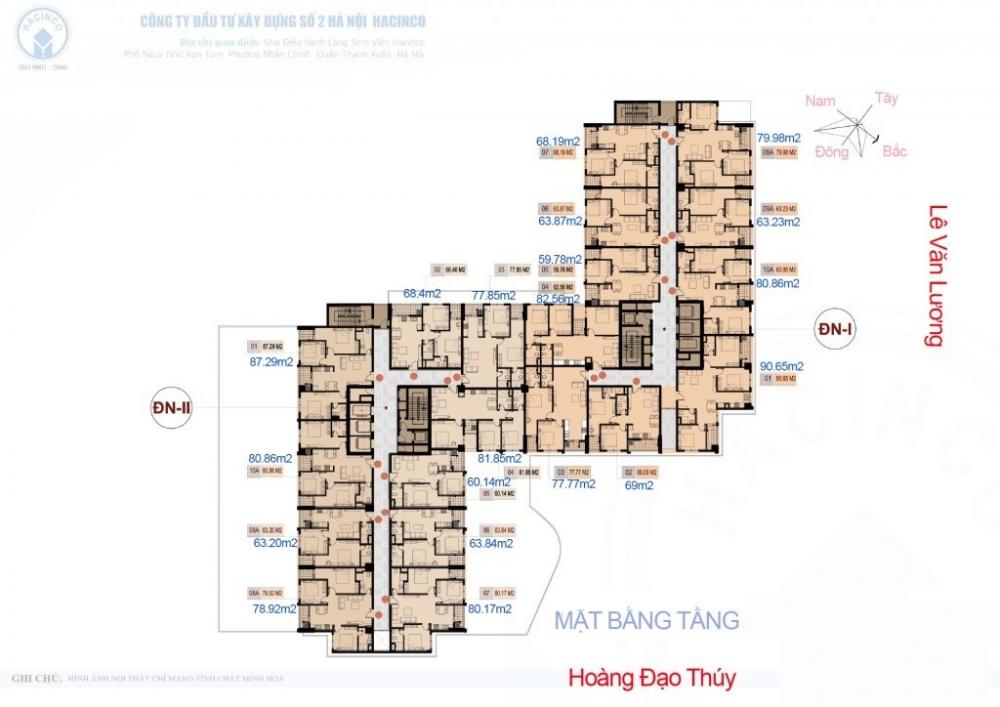 HACINCO
ISO 9001 - 2008
CÔNG TY ĐẦU TƯ XÂY DỰNG SỐ 2 HÀ NỘI HACINCO
Địa chỉ giao dịch: Nhà Điều hành Làng Sinh Viên Hacinco
Phố Ngụy Như Kon Tum Phường Nhân Chính Quận Thanh Xuân Hà Nội
Nam
Tây
Đông
Bắc
68.19m2
07 68.19 M2
79.98m2
08A 79.98 M2
06 63.87 M2
63.87m2
05A 63.23 M2
63.23m2
59.78m2
05 59.78 M2
04 82.56 M2
82.56m2
10A 80.86 M2
80.86m2
Lê Văn Lương
02 68.40 M2
68.4m2
03 77.85 M2
77.85m2
ĐN-I
01 87.29 M2
87.29m2
90.65m2
01 90.65 M2
ĐN-II
80.86m2
10A 80.86 M2
81.85m2
04 81.85 M2
03 77.77 M2
77.77m2
02 69.03 M2
69m2
60.14m2
05 60.14 M2
63.20 M2
63.20m2
06 63.84 M2
63.84m2
08A 78.92 M2
78.92m2
07 80.17 M2
80.17m2
MẶT BẰNG TẦNG
Hoàng Đạo Thúy
GHI CHÚ: HÌNH ẢNH NỘI THẤT CHỈ MANG TÍNH CHẤT MINH HỌA
HACINCO